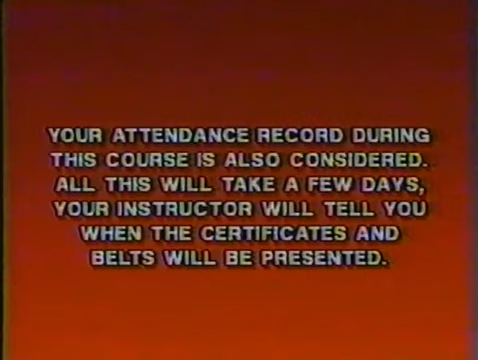 YOUR ATTENDANCE RECORD DURING
THIS COURSE IS ALSO CONSIDERED.
ALL THIS WILL TAKE A FEW DAYS,
YOUR INSTRUCTOR WILL TELL YOU
WHEN THE CERTIFICATES AND
BELTS WILL BE PRESENTED.